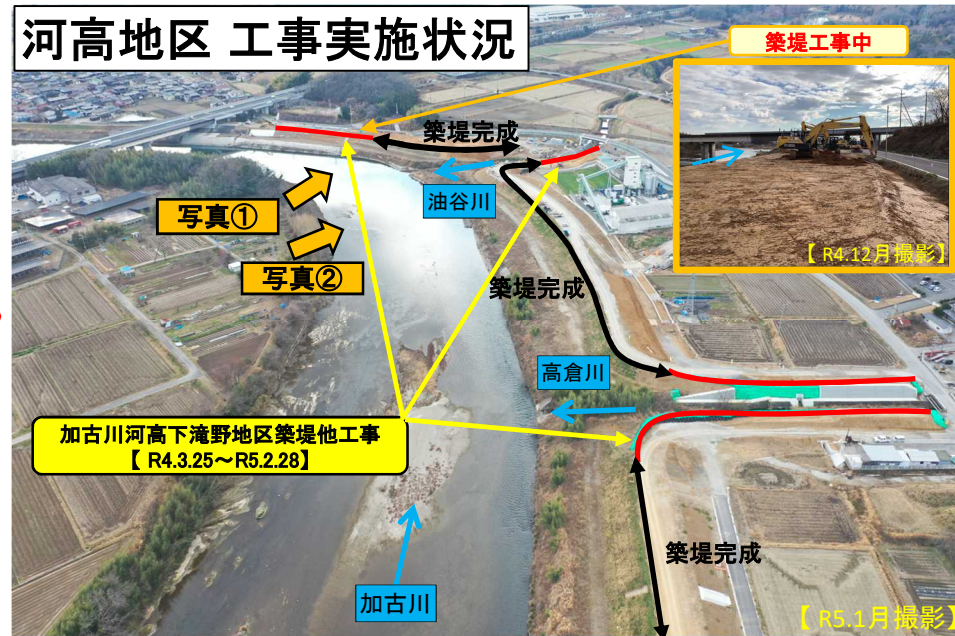 河高地区 工事実施状況
築堤工事中
築堤完成
油谷川
写真①
写真②
【 R4.12月撮影】
築堤完成
高倉川
加古川河高下滝野地区築堤他工事
【 R4.3.25～R5.2.28】
築堤完成
加古川
【 R5.1月撮影】